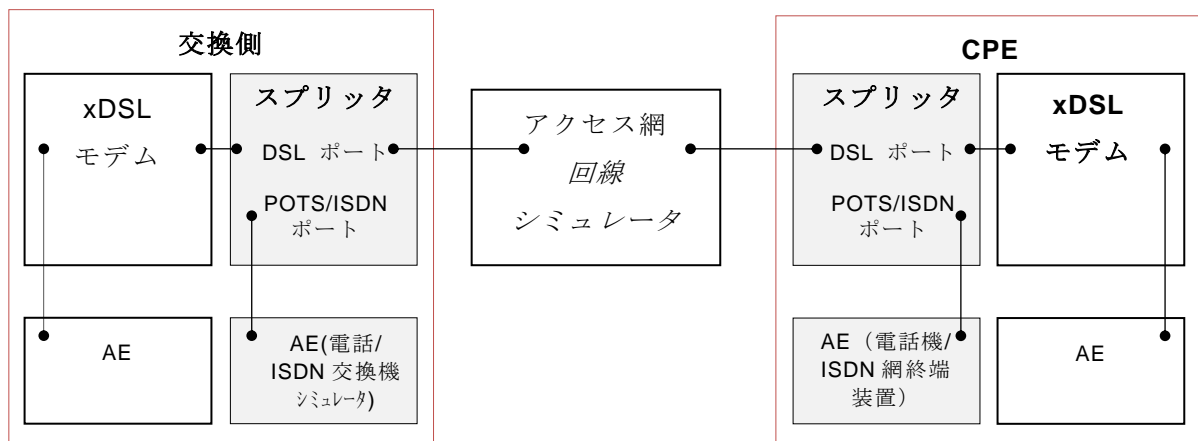 交換側
xDSL
モデム
スプリッタ
DSL ポート
POTS/ISDN
ポート
AE
AE(電話/
ISDN 交換機
シミュレータ)
アクセス網
回線
シミュレータ
CPE
スプリッタ
DSL ポート
POTS/ISDN
ポート
xDSL
モデム
AE（電話機/
ISDN 網終端
装置）
AE